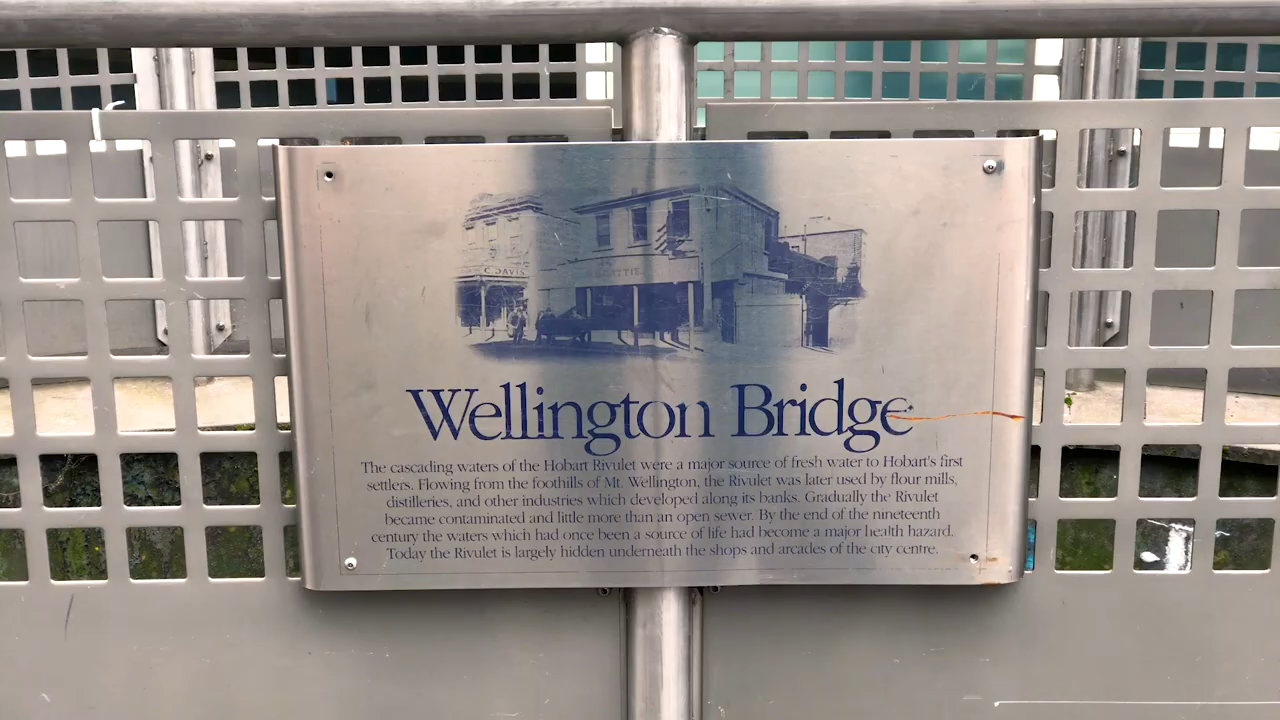 C. DAVIS
Wellington Bridge
The cascading waters of the Hobart Rivulet were a major source of fresh water to Hobart's first
settlers. Flowing from the foothills of Mt. Wellington, the Rivulet was later used by flour mills,
distilleries, and other industries which developed along its banks. Gradually the Rivulet
became contaminated and little more than an open sewer. By the end of the nineteenth
century the waters which had once been a source of life had become a major health hazard.
Today the Rivulet is largely hidden underneath the shops and arcades of the city centre.